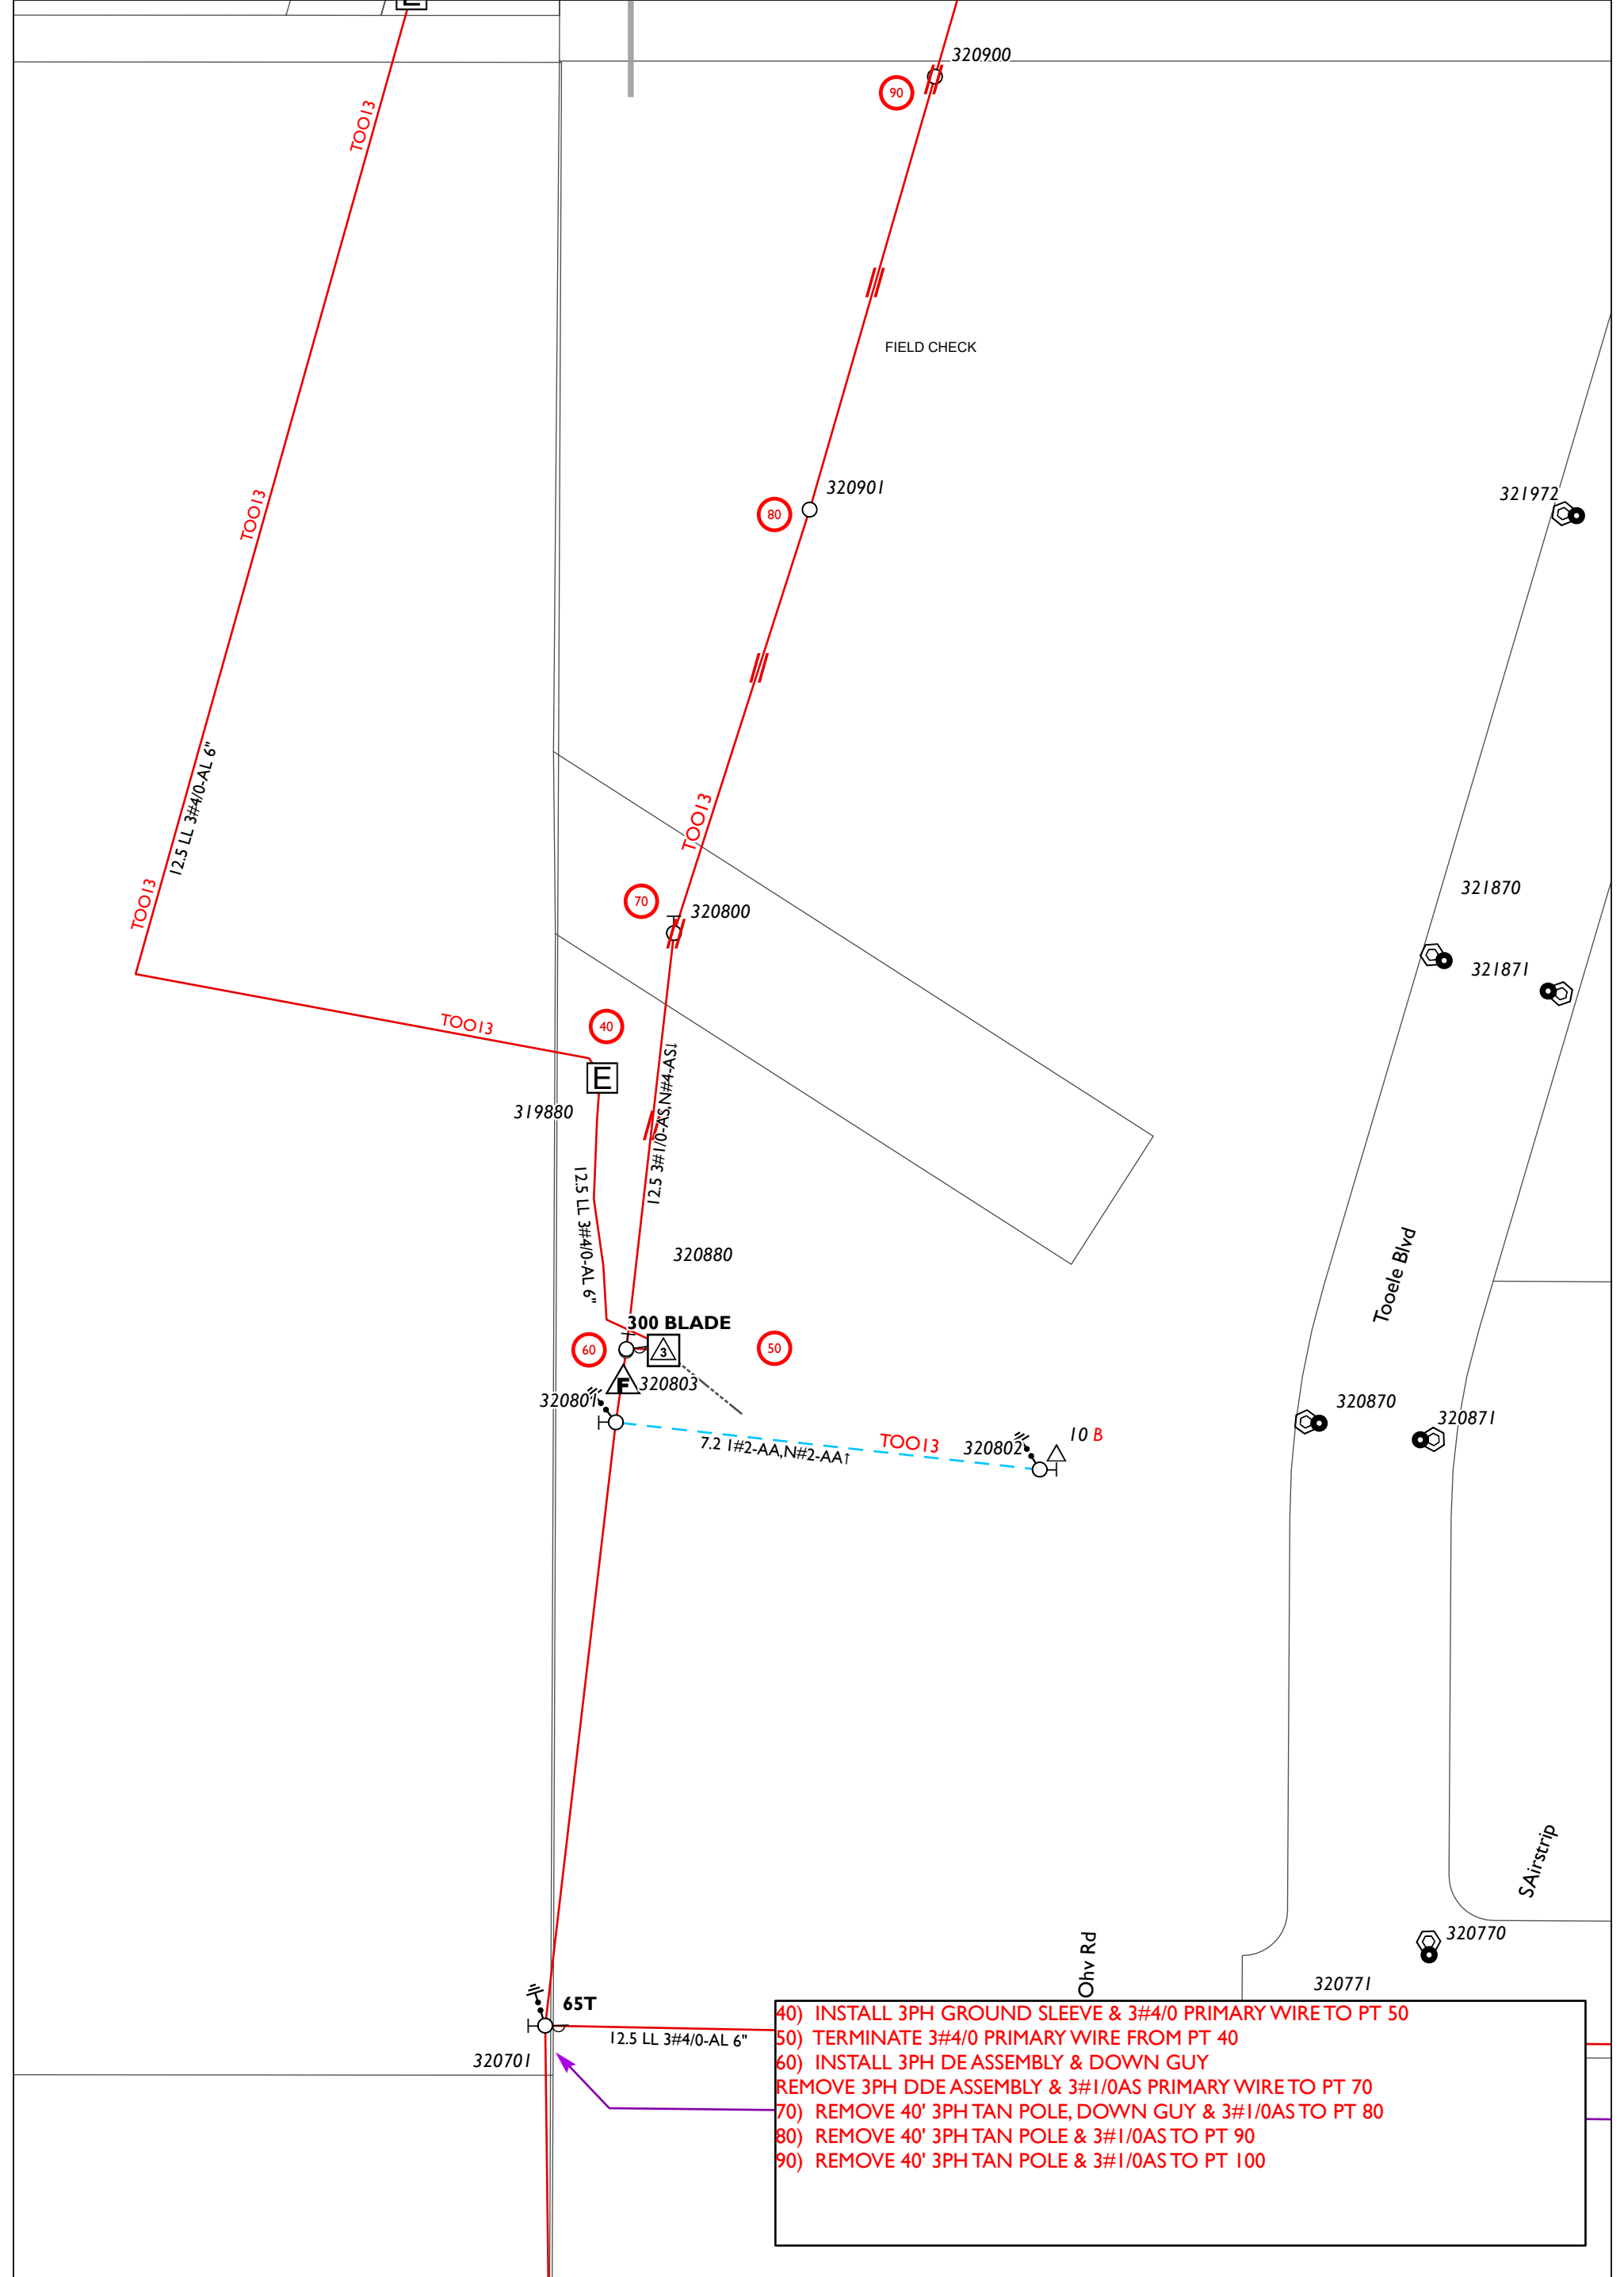 320900
90
TOO13
FIELD CHECK
TOO13
320901
80
321972
12.5 LL 3#4/0-AL 6"
TOO13
TOO13
70
320800
321870
321871
TOO13
40
E
319880
12.5 3#1/0-AS,N#4-AS↑
12.5 LL 3#4/0-AL 6"
320880
Tooele Blvd
300 BLADE
60
3
50
F
320803
320801
320870
320871
7.2 1#2-AA,N#2-AA↑
TOO13
320802
10 B
SAirstrip
320770
Ohv Rd
320771
65T
12.5 LL 3#4/0-AL 6"
320701
40) INSTALL 3PH GROUND SLEEVE & 3#4/0 PRIMARY WIRE TO PT 50
50) TERMINATE 3#4/0 PRIMARY WIRE FROM PT 40
60) INSTALL 3PH DE ASSEMBLY & DOWN GUY
REMOVE 3PH DDE ASSEMBLY & 3#1/0AS PRIMARY WIRE TO PT 70
70) REMOVE 40' 3PH TAN POLE, DOWN GUY & 3#1/0AS TO PT 80
80) REMOVE 40' 3PH TAN POLE & 3#1/0AS TO PT 90
90) REMOVE 40' 3PH TAN POLE & 3#1/0AS TO PT 100